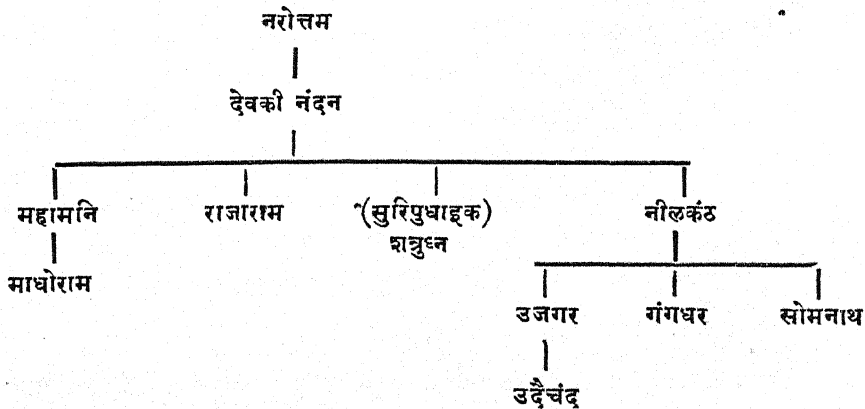 नरोत्तम
देवकी नंदन
महामनि राजाराम (सुरिपुधाइक) नीलकंठ
शत्रुघ्न
माधोराम
उजगर गंगधर सोमनाथ
उदैचंद